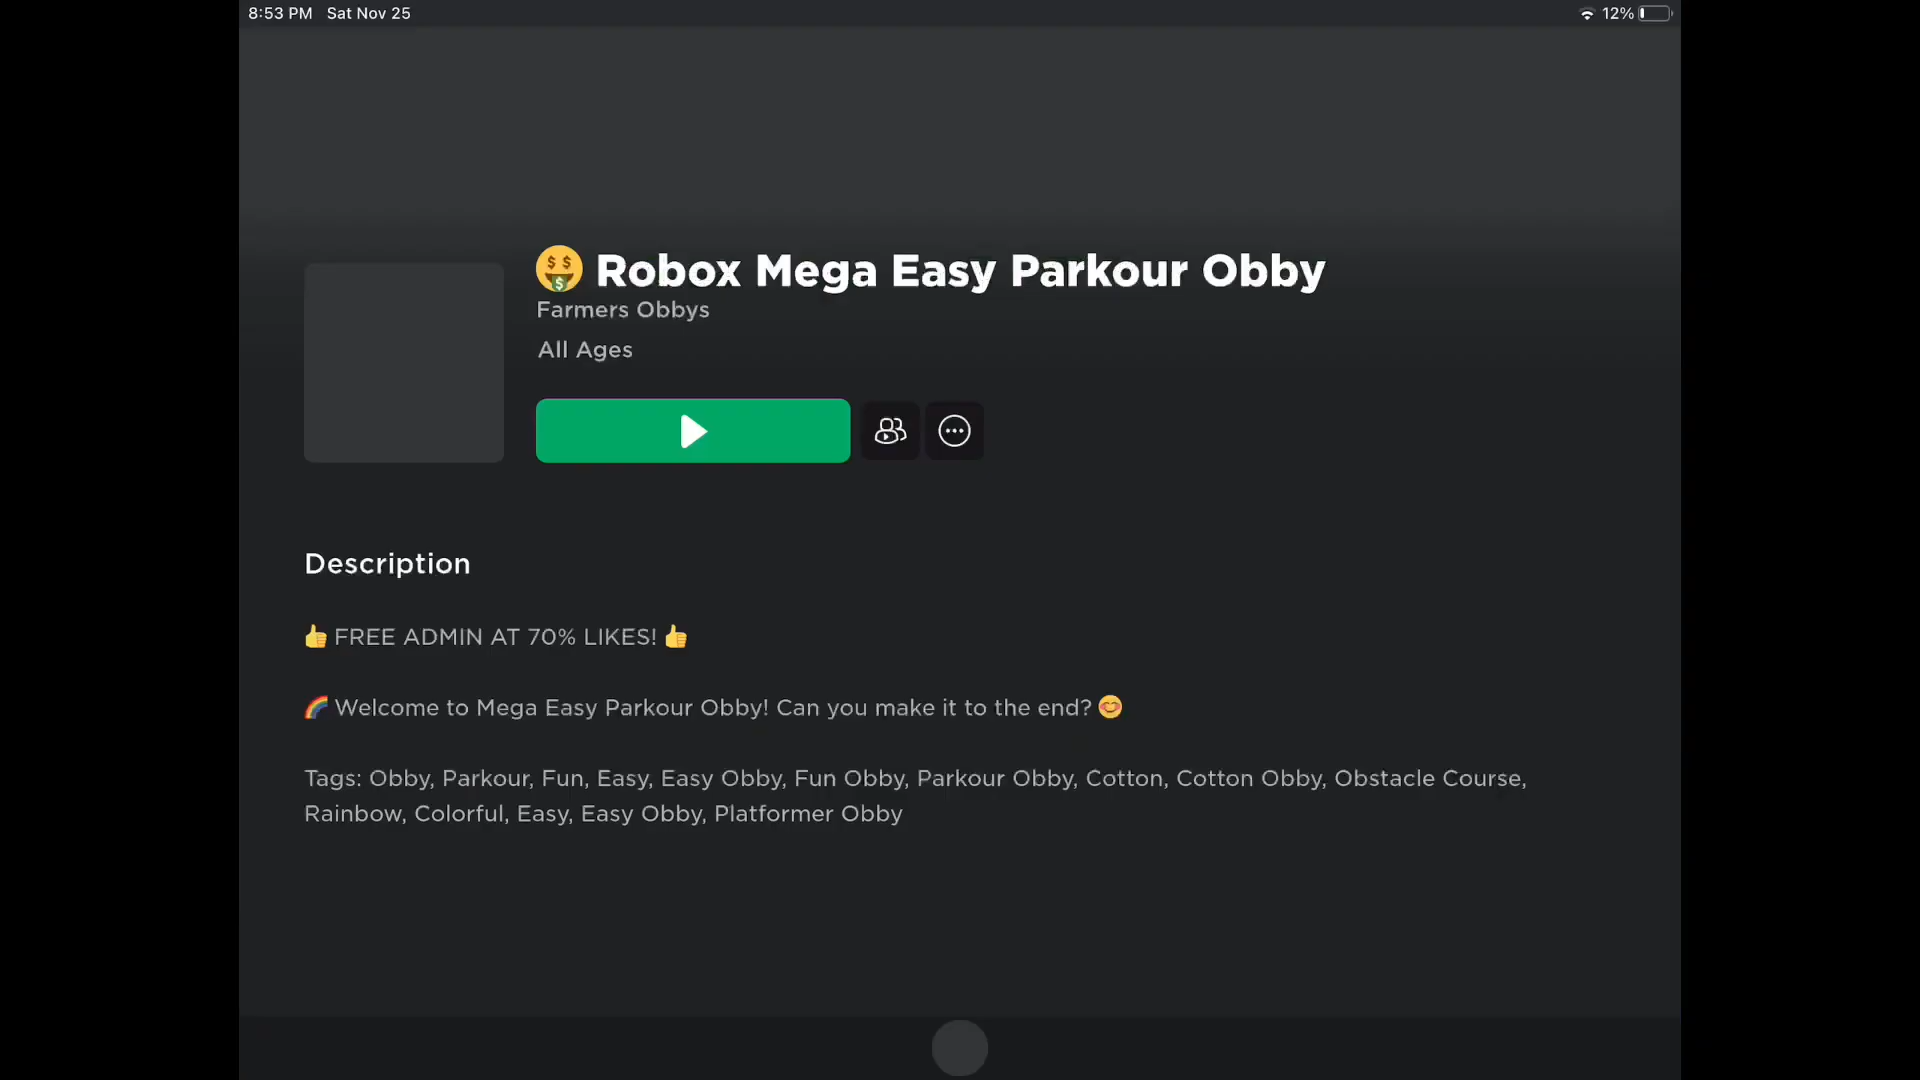 8:53 PM Sat Nov 25
12%
🤑 Robox Mega Easy Parkour Obby
Farmers Obbys
All Ages
Description
👍 FREE ADMIN AT 70% LIKES! 👍
🌈 Welcome to Mega Easy Parkour Obby! Can you make it to the end? 😊
Tags: Obby, Parkour, Fun, Easy, Easy Obby, Fun Obby, Parkour Obby, Cotton, Cotton Obby, Obstacle Course,
Rainbow, Colorful, Easy, Easy Obby, Platformer Obby